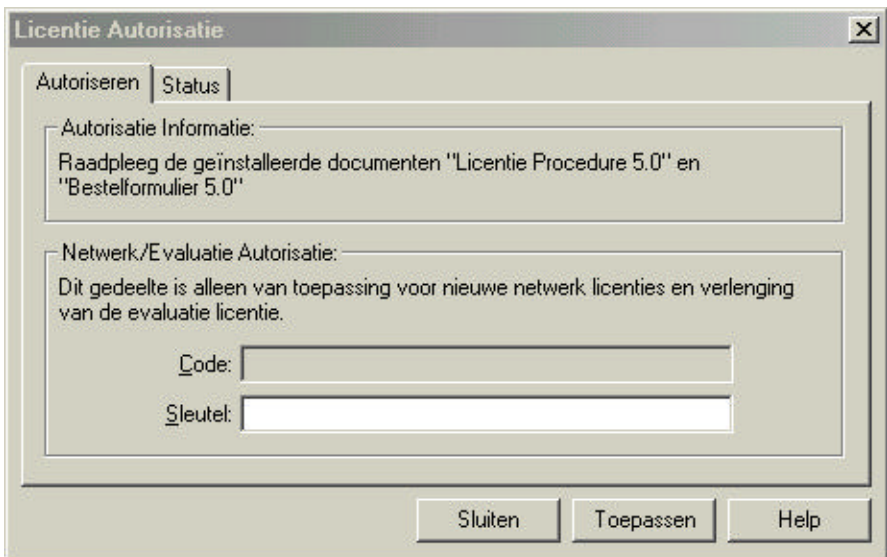 Licentie Autorisatie
Autoriseren
Status
Autorisatie Informatie:
Raadpleeg de geïnstalleerde documenten "Licentie Procedure 5.0" en
"Bestelformulier 5.0"
Netwerk/Evaluatie Autorisatie:
Dit gedeelte is alleen van toepassing voor nieuwe netwerk licenties en verlenging
van de evaluatie licentie.
Code:
Sleutel:
Sluiten
Toepassen
Help